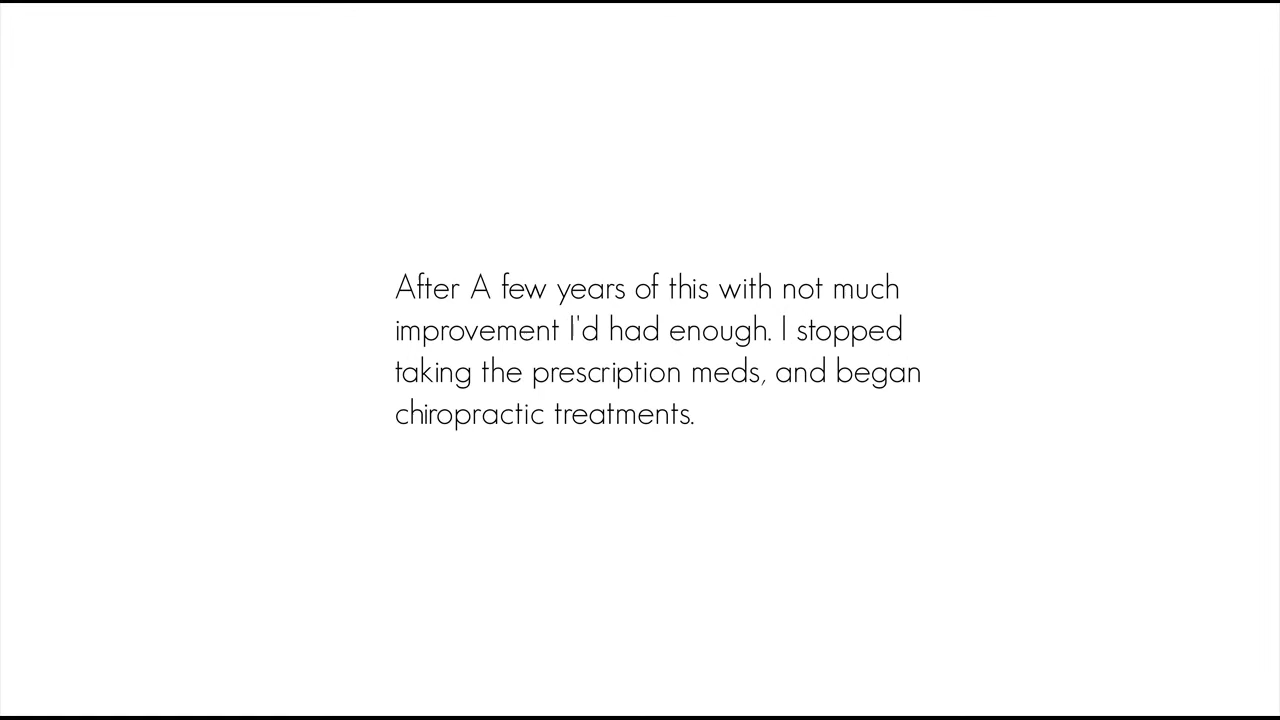 After A few years of this with not much
improvement I'd had enough. I stopped
taking the prescription meds, and began
chiropractic treatments.